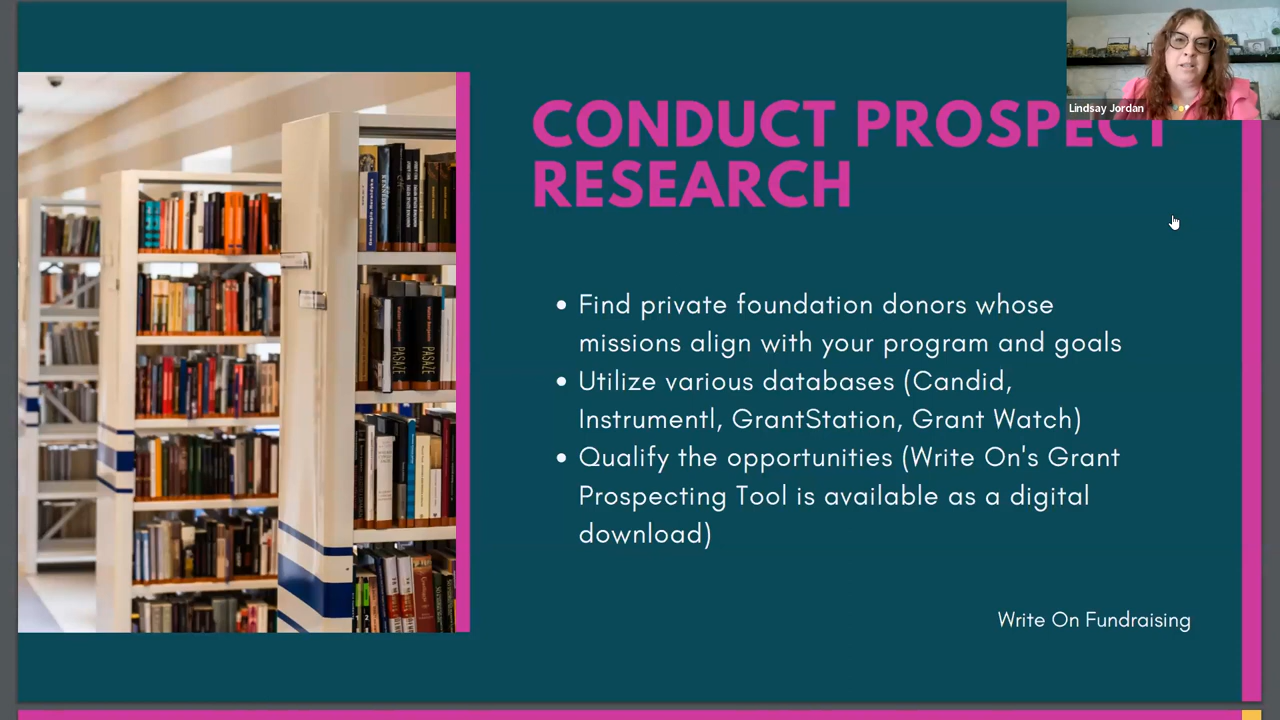 Lindsay Jordan
CONDUCT PROSPECT
RESEARCH
Find private foundation donors whose
missions align with your program and goals
Utilize various databases (Candid,
Instrumentl, GrantStation, Grant Watch)
Qualify the opportunities (Write On's Grant
Prospecting Tool is available as a digital
download)
Write On Fundraising
PASAŻE
PASAŻE